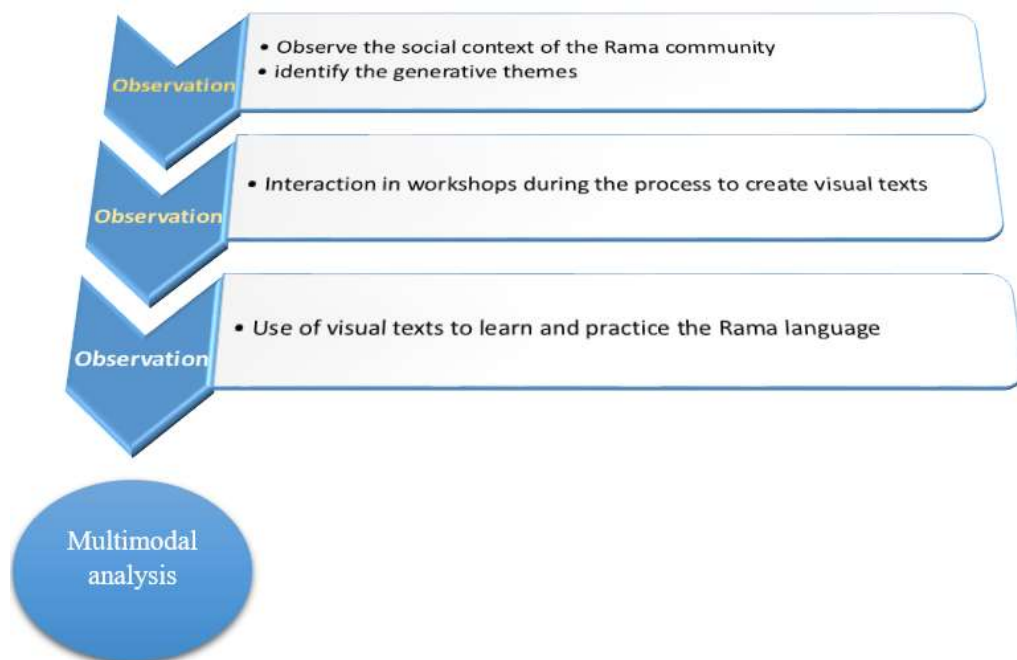 Observation
• Observe the social context of the Rama community
• identify the generative themes
Observation
• Interaction in workshops during the process to create visual texts
Observation
• Use of visual texts to learn and practice the Rama language
Multimodal
analysis